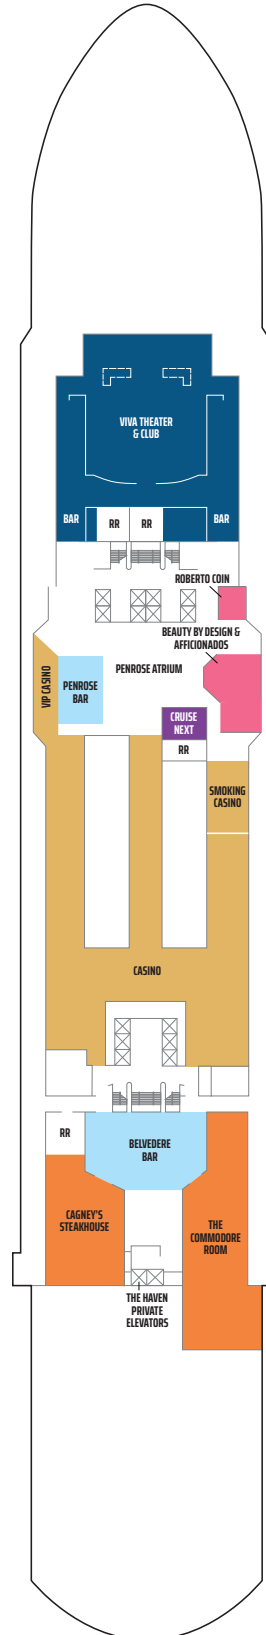 VIVA THEATER
& CLUB
BAR
RR
RR
BAR
ROBERTO COIN
BEAUTY BY DESIGN &
AFFICIONADOS
PENROSE ATRIUM
VIP CASINO
PENROSE
BAR
CRUISE
NEXT
RR
SMOKING
CASINO
CASINO
RR
BELVEDERE
BAR
CAGNEY'S
STEAKHOUSE
THE
COMMODORE
ROOM
THE HAVEN
PRIVATE
ELEVATORS